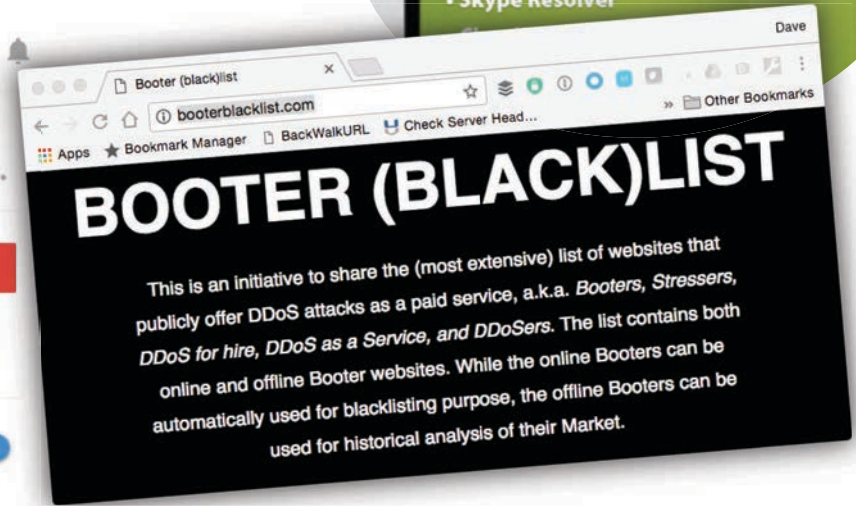 • Skype Resolver
Dave
Booter (black)list
booterblacklist.com
Apps Bookmark Manager BackWalkURL Check Server Head... » Other Bookmarks
BOOTER (BLACK)LIST
This is an initiative to share the (most extensive) list of websites that
publicly offer DDoS attacks as a paid service, a.k.a. Booters, Stressers,
DDoS for hire, DDoS as a Service, and DDoSers. The list contains both
online and offline Booter websites. While the online Booters can be
automatically used for blacklisting purpose, the offline Booters can be
used for historical analysis of their Market.